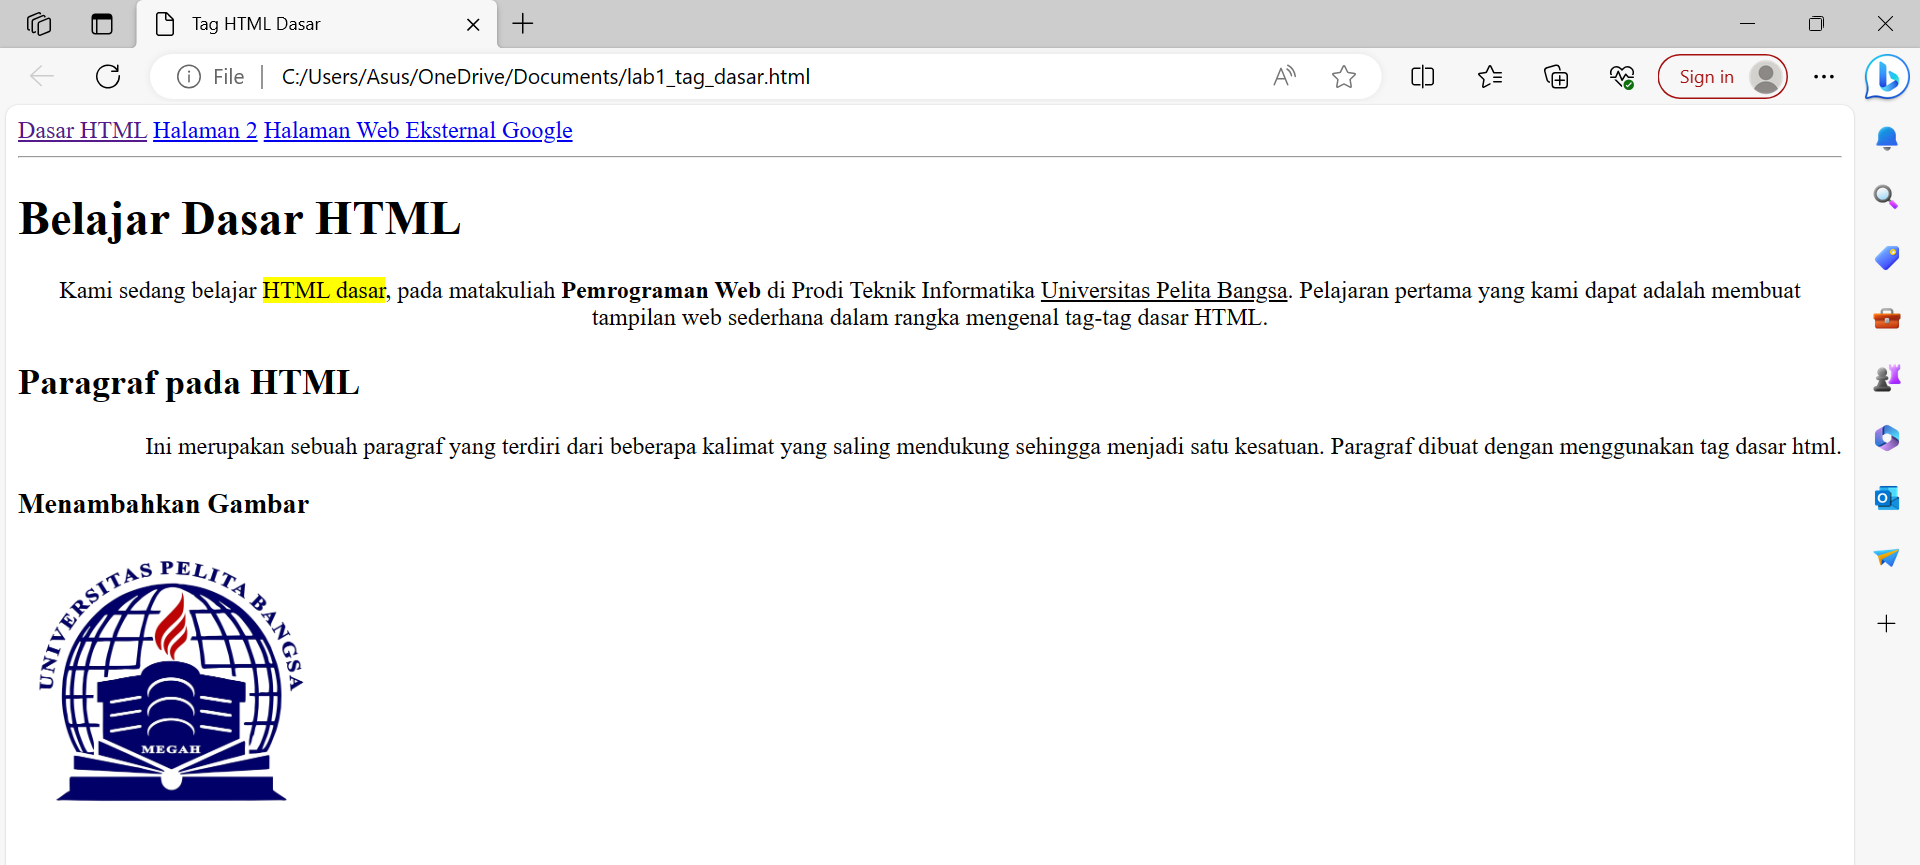 Tag HTML Dasar
File
C:/Users/Asus/OneDrive/Documents/lab1_tag_dasar.html
Sign in
Dasar HTML Halaman 2 Halaman Web Eksternal Google
Belajar Dasar HTML
Kami sedang belajar HTML dasar, pada matakuliah Pemrograman Web di Prodi Teknik Informatika Universitas Pelita Bangsa. Pelajaran pertama yang kami dapat adalah membuat
tampilan web sederhana dalam rangka mengenal tag-tag dasar HTML.
Paragraf pada HTML
Ini merupakan sebuah paragraf yang terdiri dari beberapa kalimat yang saling mendukung sehingga menjadi satu kesatuan. Paragraf dibuat dengan menggunakan tag dasar html.
Menambahkan Gambar
UNIVERSITAS PELITA BANGSA
MEGAH